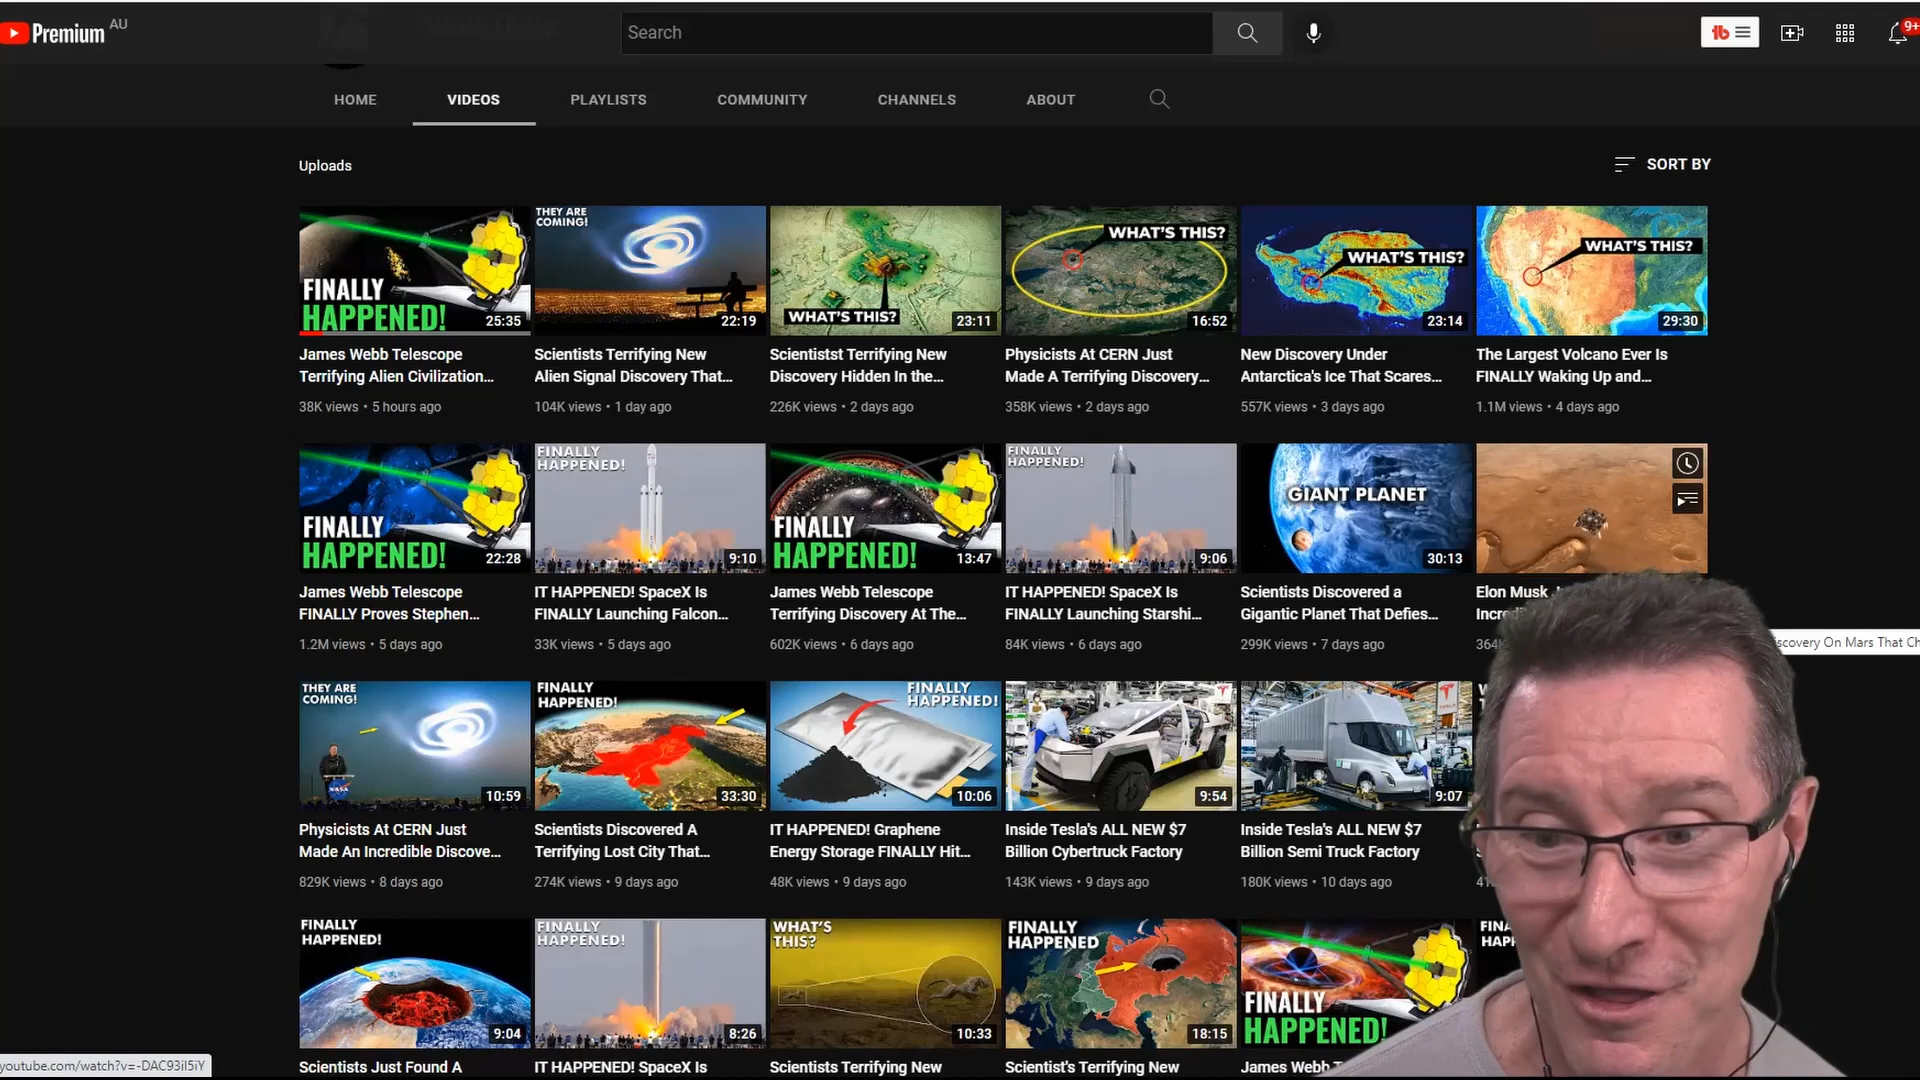 Premium AU
Search
9+
HOME
VIDEOS
PLAYLISTS
COMMUNITY
CHANNELS
ABOUT
Uploads
SORT BY
FINALLY
HAPPENED!
25:35
James Webb Telescope
Terrifying Alien Civilization...
38K views • 5 hours ago
THEY ARE
COMING!
22:19
Scientists Terrifying New
Alien Signal Discovery That...
104K views • 1 day ago
WHAT'S THIS?
23:11
Scientistst Terrifying New
Discovery Hidden In the...
226K views • 2 days ago
WHAT'S THIS?
16:52
Physicists At CERN Just
Made A Terrifying Discovery...
358K views • 2 days ago
WHAT'S THIS?
23:14
New Discovery Under
Antarctica's Ice That Scares...
557K views • 3 days ago
WHAT'S THIS?
29:30
The Largest Volcano Ever Is
FINALLY Waking Up and...
1.1M views • 4 days ago
FINALLY
HAPPENED!
22:28
James Webb Telescope
FINALLY Proves Stephen...
1.2M views • 5 days ago
FINALLY
HAPPENED!
9:10
IT HAPPENED! SpaceX Is
FINALLY Launching Falcon...
33K views • 5 days ago
FINALLY
HAPPENED!
13:47
James Webb Telescope
Terrifying Discovery At The...
602K views • 6 days ago
FINALLY
HAPPENED!
9:06
IT HAPPENED! SpaceX Is
FINALLY Launching Starshi...
84K views • 6 days ago
GIANT PLANET
30:13
Scientists Discovered a
Gigantic Planet That Defies...
299K views • 7 days ago
Elon Musk
364K
scovery On Mars That Ch
THEY ARE
COMING!
NASA
10:59
Physicists At CERN Just
Made An Incredible Discove...
829K views • 8 days ago
FINALLY
HAPPENED!
33:30
Scientists Discovered A
Terrifying Lost City That...
274K views • 9 days ago
FINALLY
HAPPENED!
10:06
IT HAPPENED! Graphene
Energy Storage FINALLY Hit...
48K views • 9 days ago
9:54
Inside Tesla's ALL NEW $7
Billion Cybertruck Factory
143K views • 9 days ago
9:07
Inside Tesla's ALL NEW $7
Billion Semi Truck Factory
180K views • 10 days ago
FINALLY
HAPPENED!
9:04
Scientists Just Found A
FINALLY
HAPPENED!
8:26
IT HAPPENED! SpaceX Is
WHAT'S
THIS?
10:33
Scientists Terrifying New
FINALLY
HAPPENED
18:15
Scientist's Terrifying New
FINALLY
HAPPENED!
James Webb T
youtube.com/watch?v=-DAC93il5iY